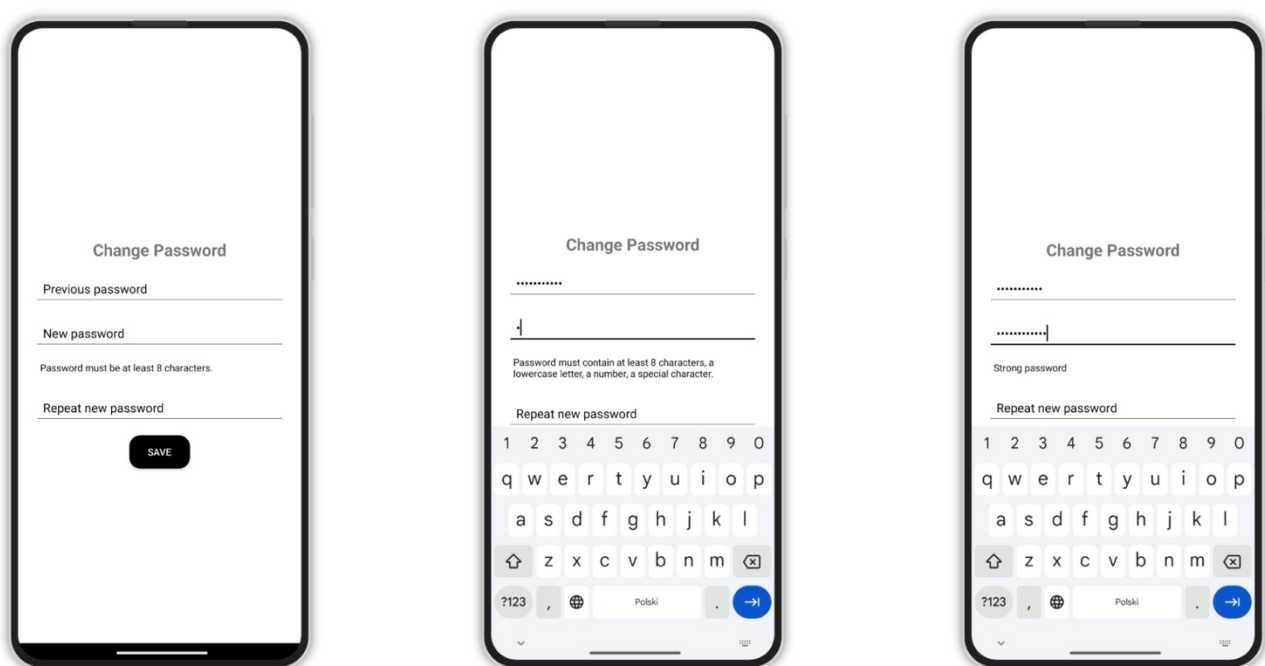 Change Password
Previous password
New password
Password must be at least 8 characters.
Repeat new password
SAVE
Change Password
•••••••••••
•
Password must contain at least 8 characters, a
lowercase letter, a number, a special character.
Repeat new password
1 2 3 4 5 6 7 8 9 0
q w e r t y u i o p
a s d f g h j k l
z x c v b n m
?123 , Polski .
Change Password
•••••••••••
••••••••••••
Strong password
Repeat new password
1 2 3 4 5 6 7 8 9 0
q w e r t y u i o p
a s d f g h j k l
z x c v b n m
?123 , Polski .